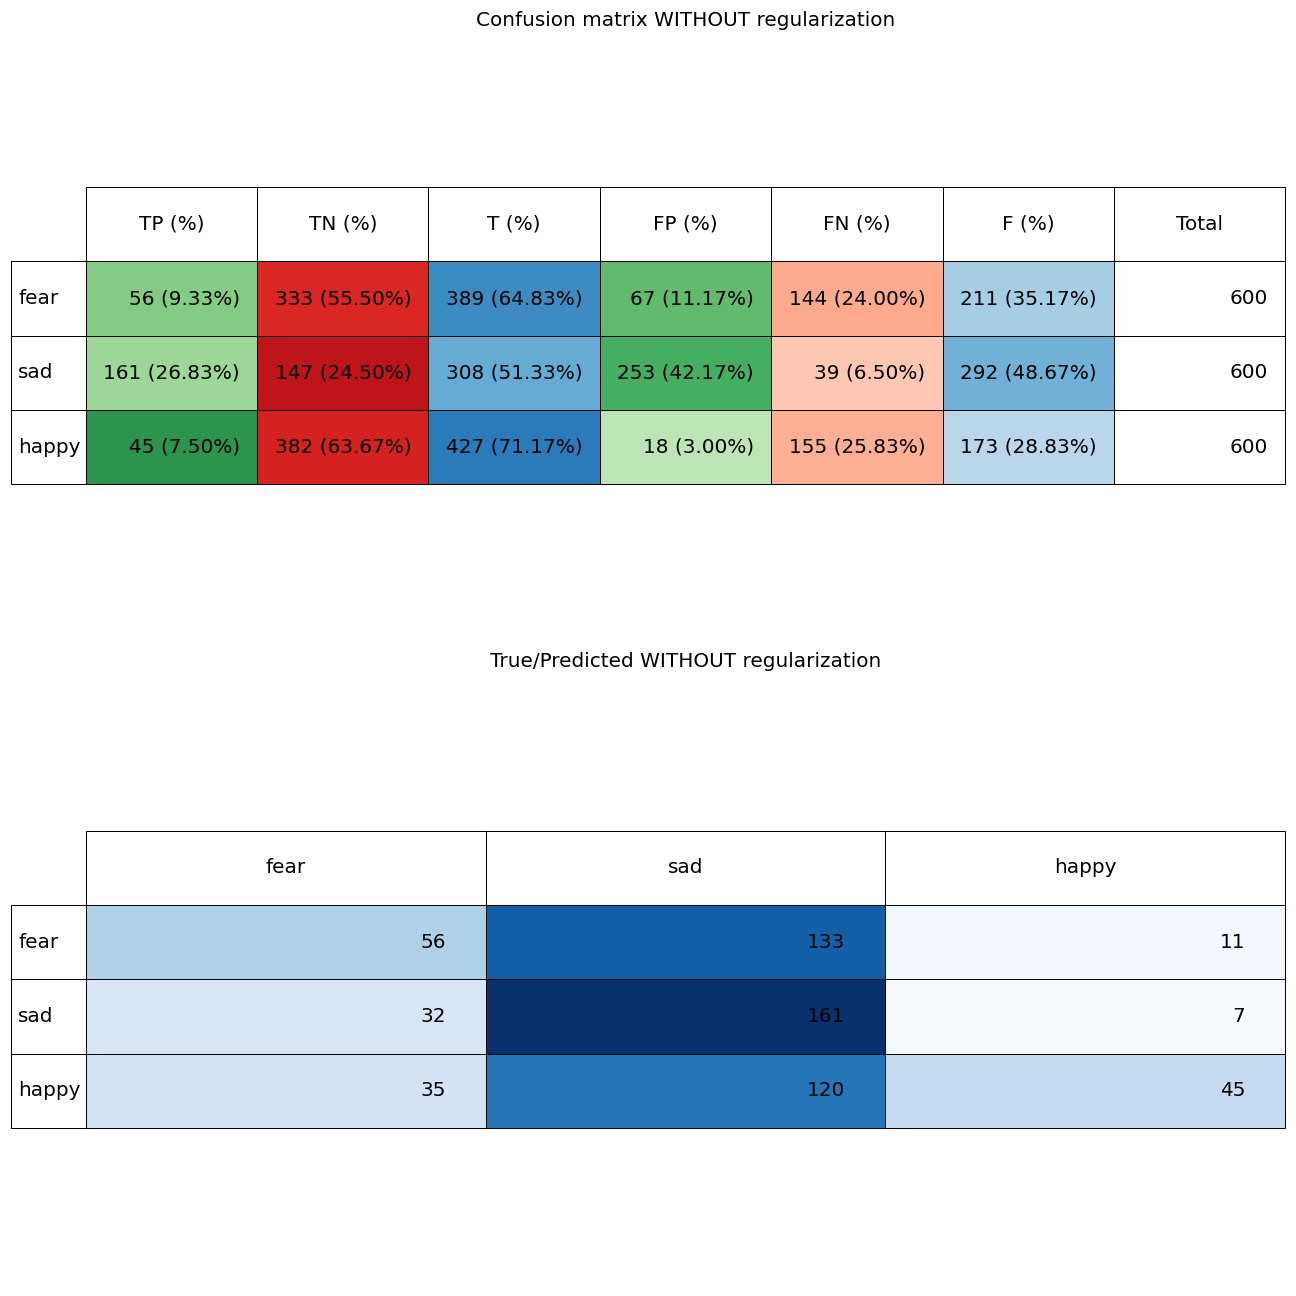 Confusion matrix WITHOUT regularization
TP (%) TN (%) T (%) FP (%) FN (%) F (%) Total
fear 56 (9.33%) 333 (55.50%) 389 (64.83%) 67 (11.17%) 144 (24.00%) 211 (35.17%) 600
sad 161 (26.83%) 147 (24.50%) 308 (51.33%) 253 (42.17%) 39 (6.50%) 292 (48.67%) 600
happy 45 (7.50%) 382 (63.67%) 427 (71.17%) 18 (3.00%) 155 (25.83%) 173 (28.83%) 600
True/Predicted WITHOUT regularization
fear sad happy
fear 56 133 11
sad 32 161 7
happy 35 120 45